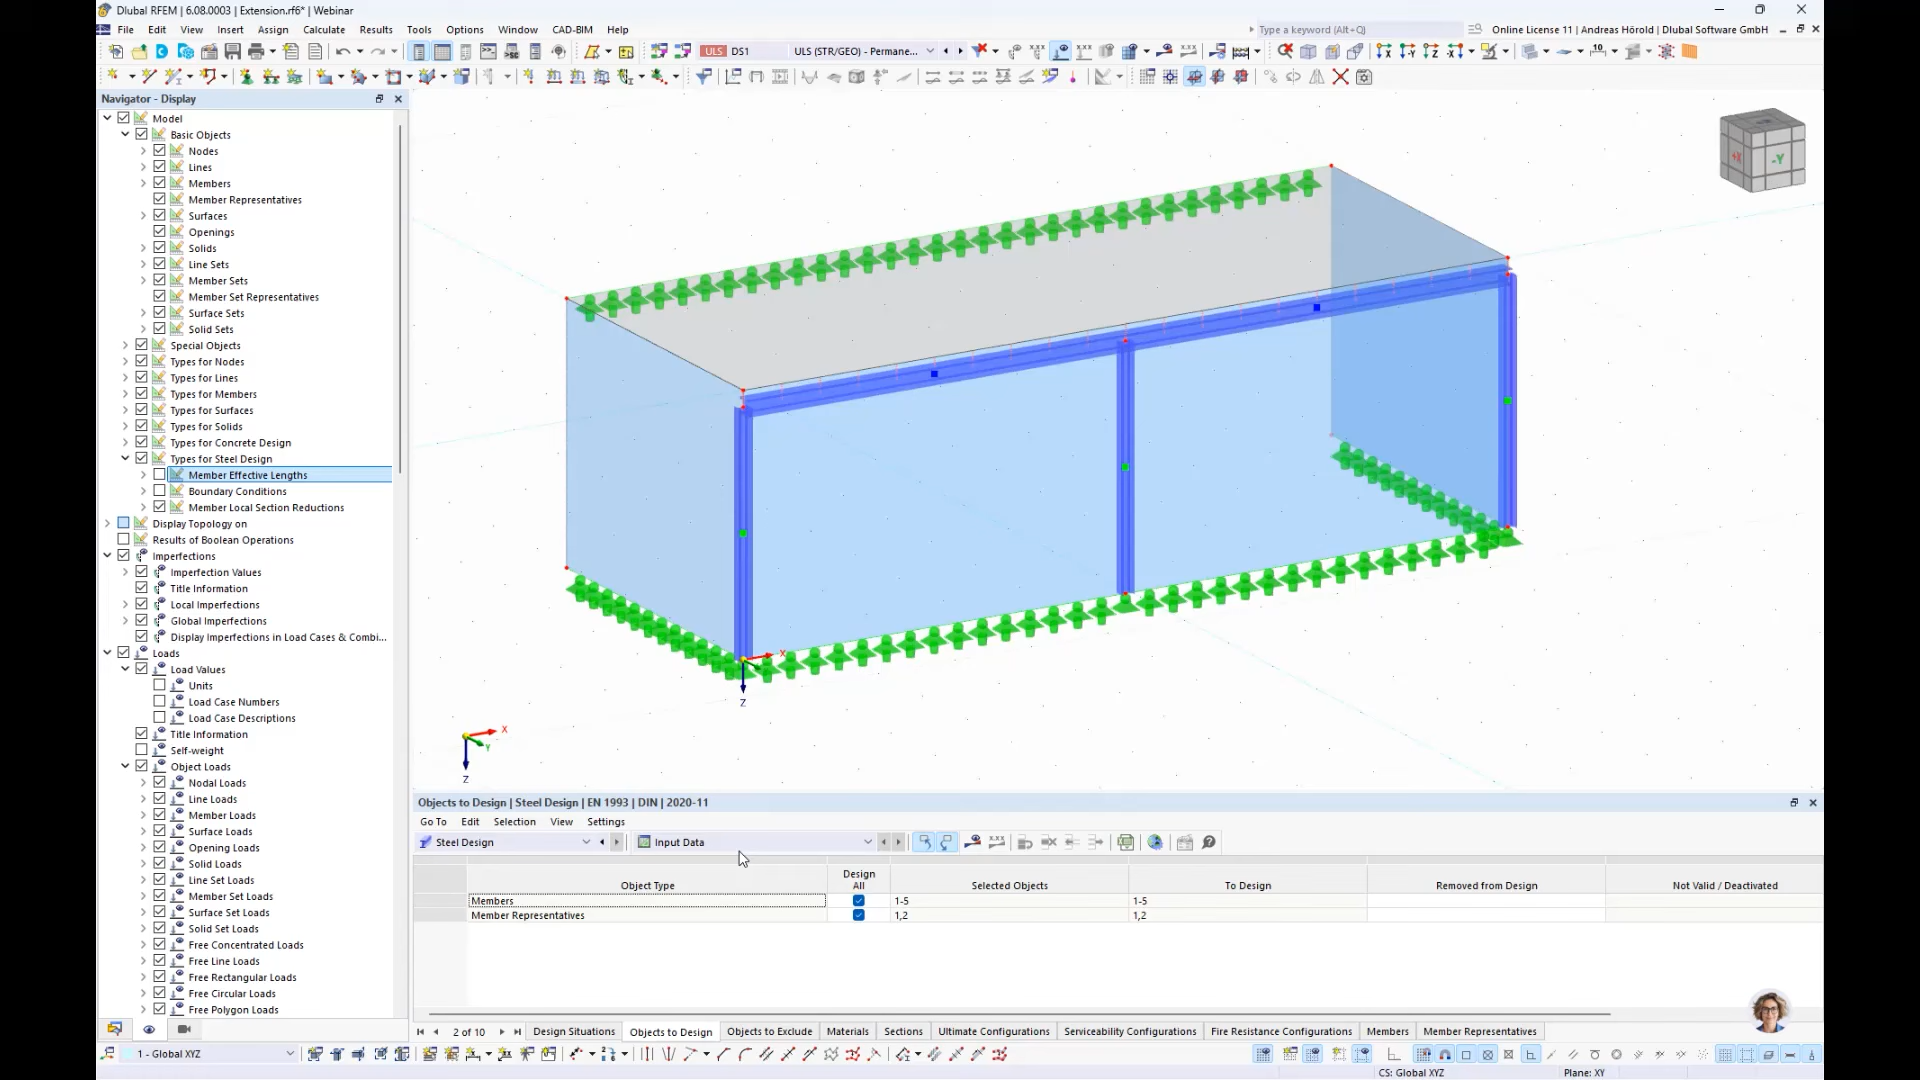 Dlubal RFEM | 6.08.0003 | Extension.rf6* | Webinar
File Edit View Insert Assign Calculate Results Tools Options Window CAD-BIM Help
Type a keyword (Alt+Q)
Online License 11 | Andreas Hörold | Dlubal Software GmbH
ULS DS1 ULS (STR/GEO) - Permane...
Navigator - Display
Model
Basic Objects
Nodes
Lines
Members
Member Representatives
Surfaces
Openings
Solids
Line Sets
Member Sets
Member Set Representatives
Surface Sets
Solid Sets
Special Objects
Types for Nodes
Types for Lines
Types for Members
Types for Surfaces
Types for Solids
Types for Concrete Design
Types for Steel Design
Member Effective Lengths
Boundary Conditions
Member Local Section Reductions
Display Topology on
Results of Boolean Operations
Imperfections
Imperfection Values
Title Information
Local Imperfections
Global Imperfections
Display Imperfections in Load Cases & Combi...
Loads
Load Values
Units
Load Case Numbers
Load Case Descriptions
Title Information
Self-weight
Object Loads
Nodal Loads
Line Loads
Member Loads
Surface Loads
Opening Loads
Solid Loads
Line Set Loads
Member Set Loads
Surface Set Loads
Solid Set Loads
Free Concentrated Loads
Free Line Loads
Free Rectangular Loads
Free Circular Loads
Free Polygon Loads
+X -Y
X
Z
X
Y
Z
Objects to Design | Steel Design | EN 1993 | DIN | 2020-11
Go To Edit Selection View Settings
Steel Design Input Data
Object Type Design All Selected Objects To Design Removed from Design Not Valid / Deactivated
Members 1-5 1-5
Member Representatives 1,2 1,2
2 of 10 Design Situations Objects to Design Objects to Exclude Materials Sections Ultimate Configurations Serviceability Configurations Fire Resistance Configurations Members Member Representatives
1 - Global XYZ
CS: Global XYZ Plane: XY